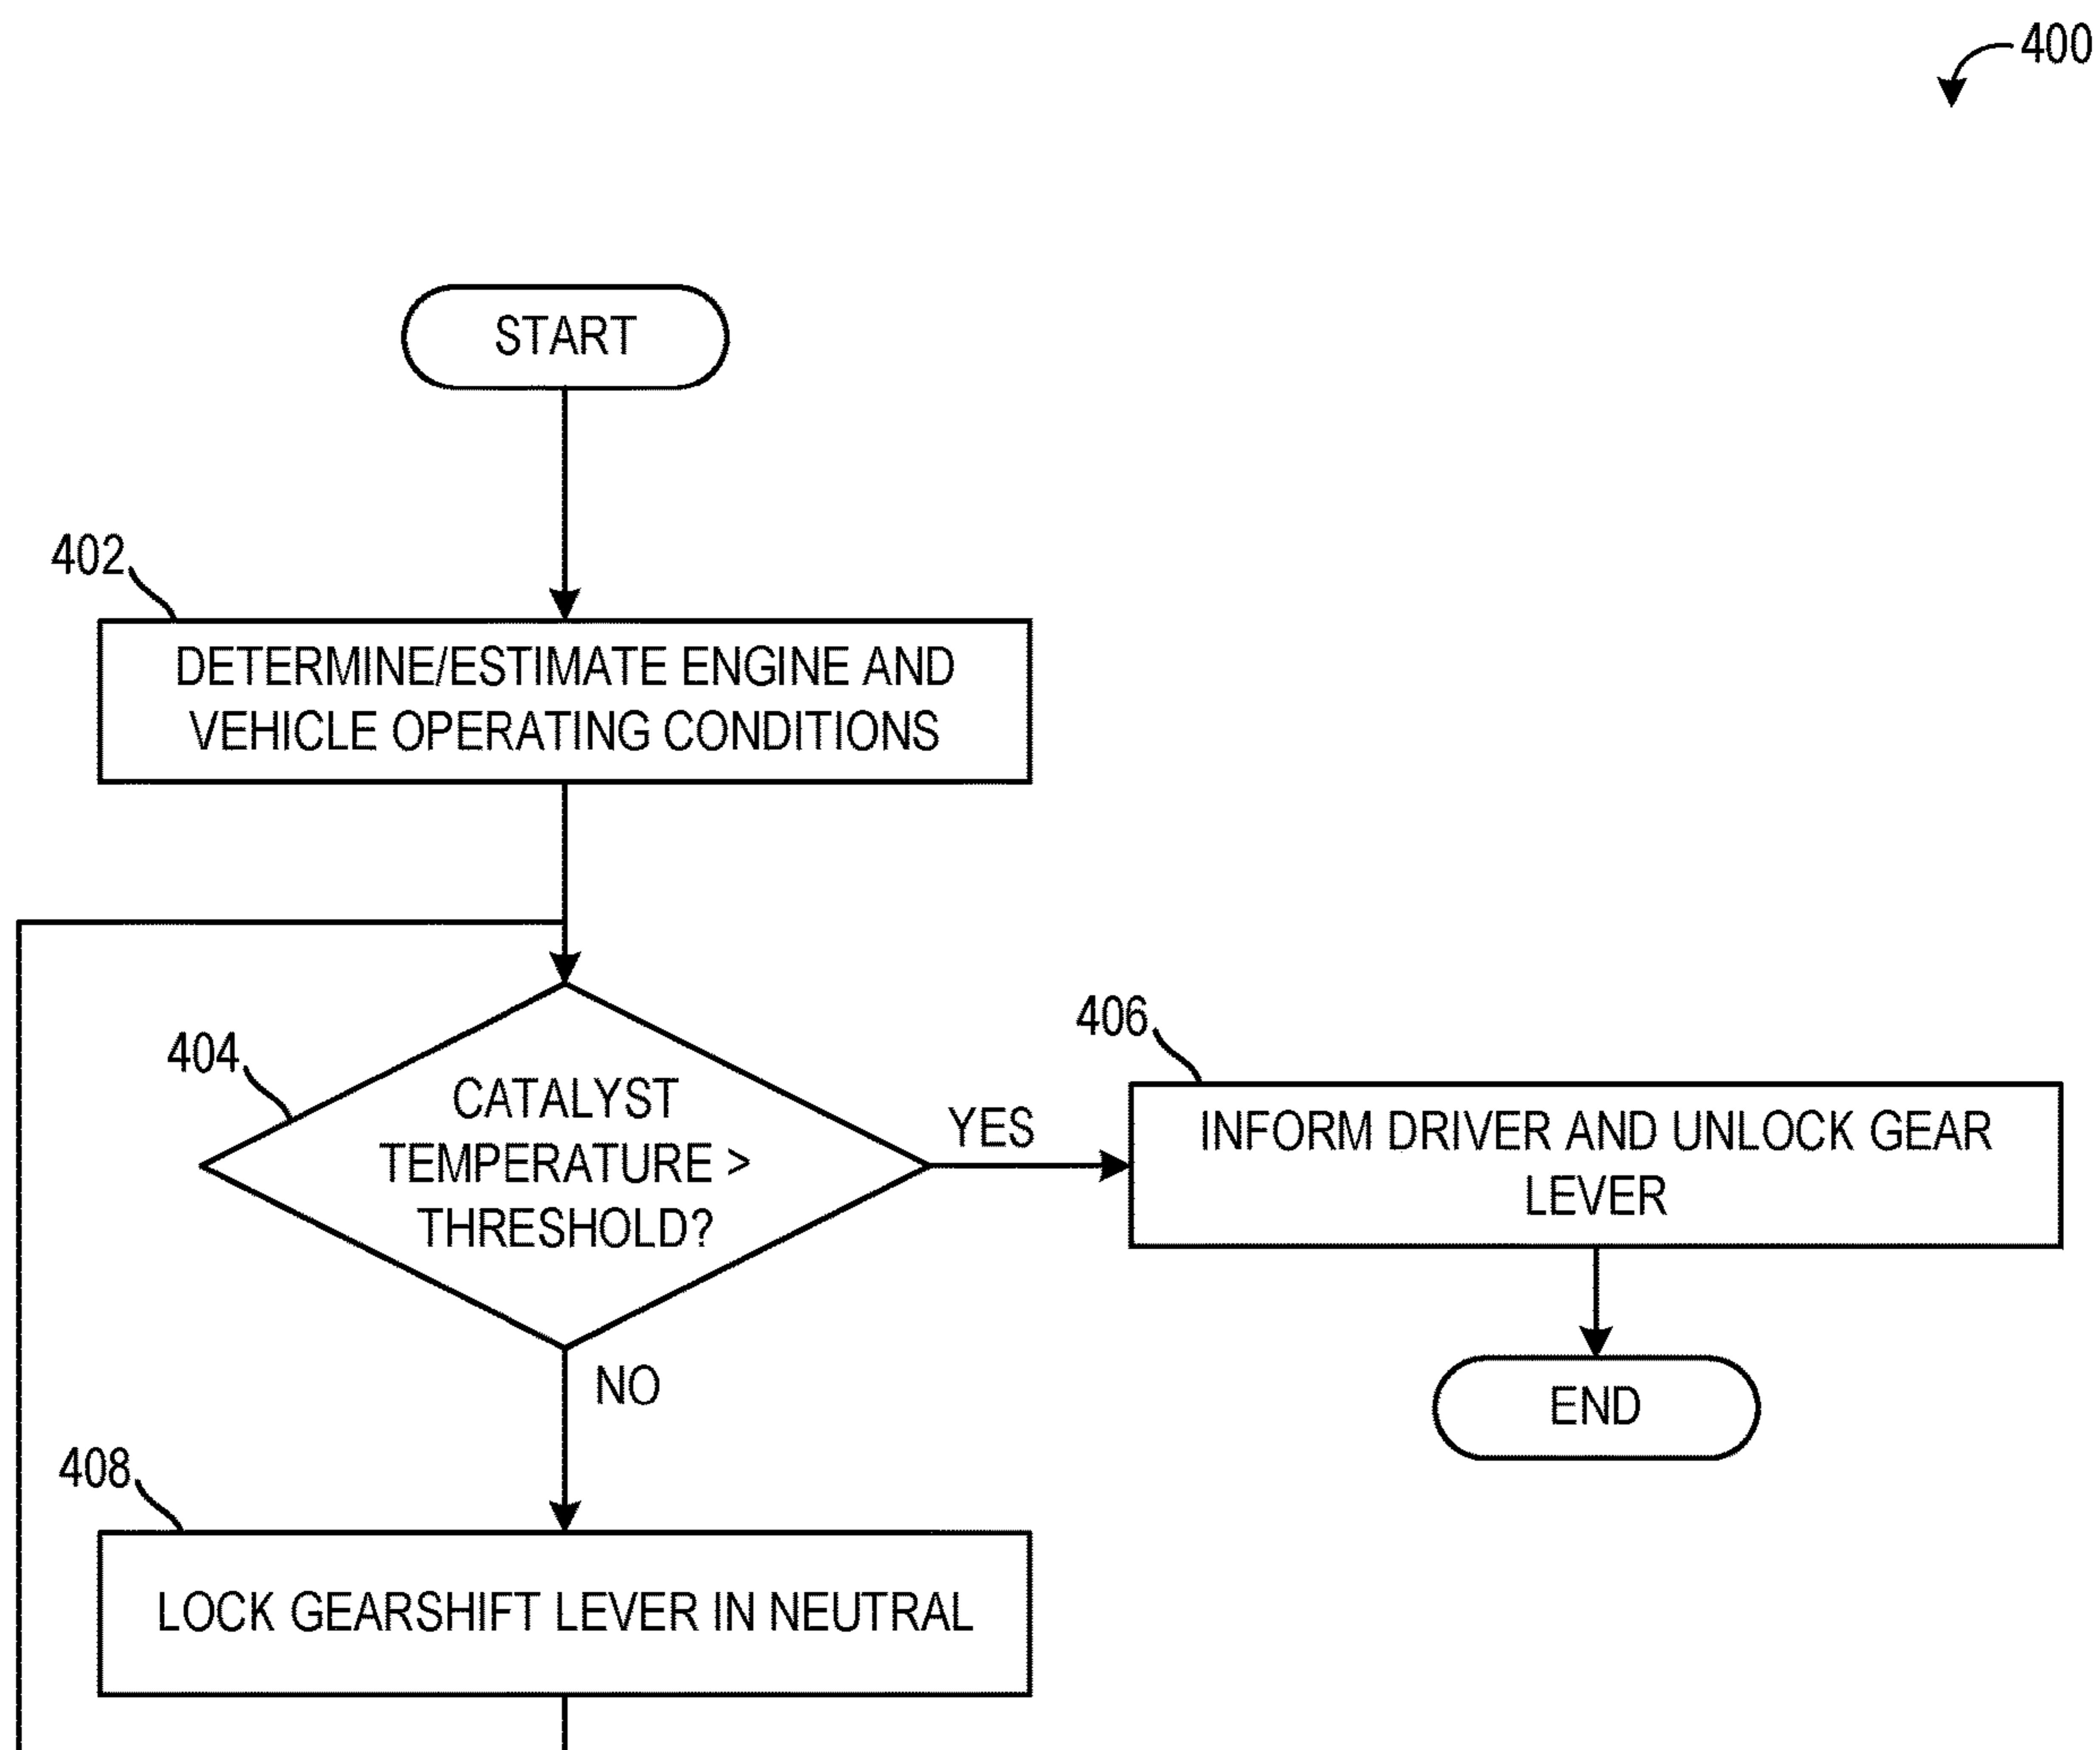 400
START
402
DETERMINE/ESTIMATE ENGINE AND
VEHICLE OPERATING CONDITIONS
404
CATALYST
TEMPERATURE >
THRESHOLD?
YES
406
INFORM DRIVER AND UNLOCK GEAR
LEVER
END
NO
408
LOCK GEARSHIFT LEVER IN NEUTRAL